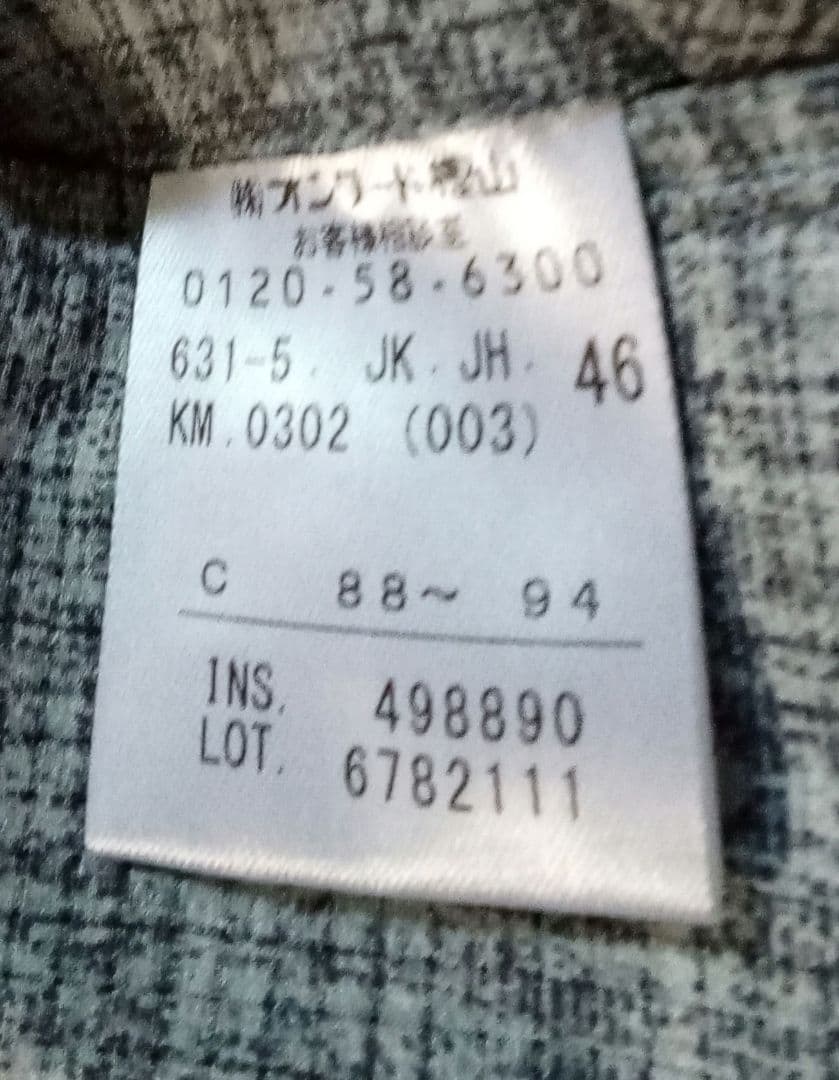 ㈱オンワード樫山
お客様相談室
0120-58-6300
631-5. JK. JH. 46
KM.0302 (003)
C 88~ 94
INS. 498890
LOT. 6782111